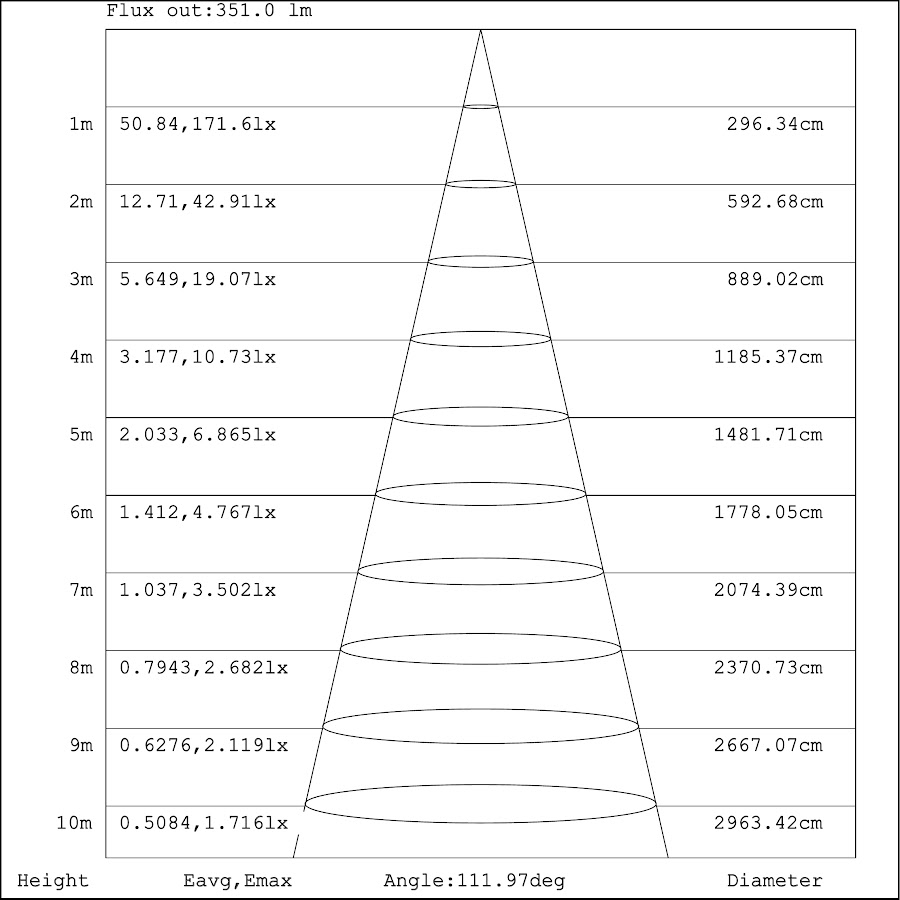 Flux out:351.0 lm
1m 50.84,171.6lx 296.34cm
2m 12.71,42.91lx 592.68cm
3m 5.649,19.07lx 889.02cm
4m 3.177,10.73lx 1185.37cm
5m 2.033,6.865lx 1481.71cm
6m 1.412,4.767lx 1778.05cm
7m 1.037,3.502lx 2074.39cm
8m 0.7943,2.682lx 2370.73cm
9m 0.6276,2.119lx 2667.07cm
10m 0.5084,1.716lx 2963.42cm
Height Eavg,Emax Angle:111.97deg Diameter